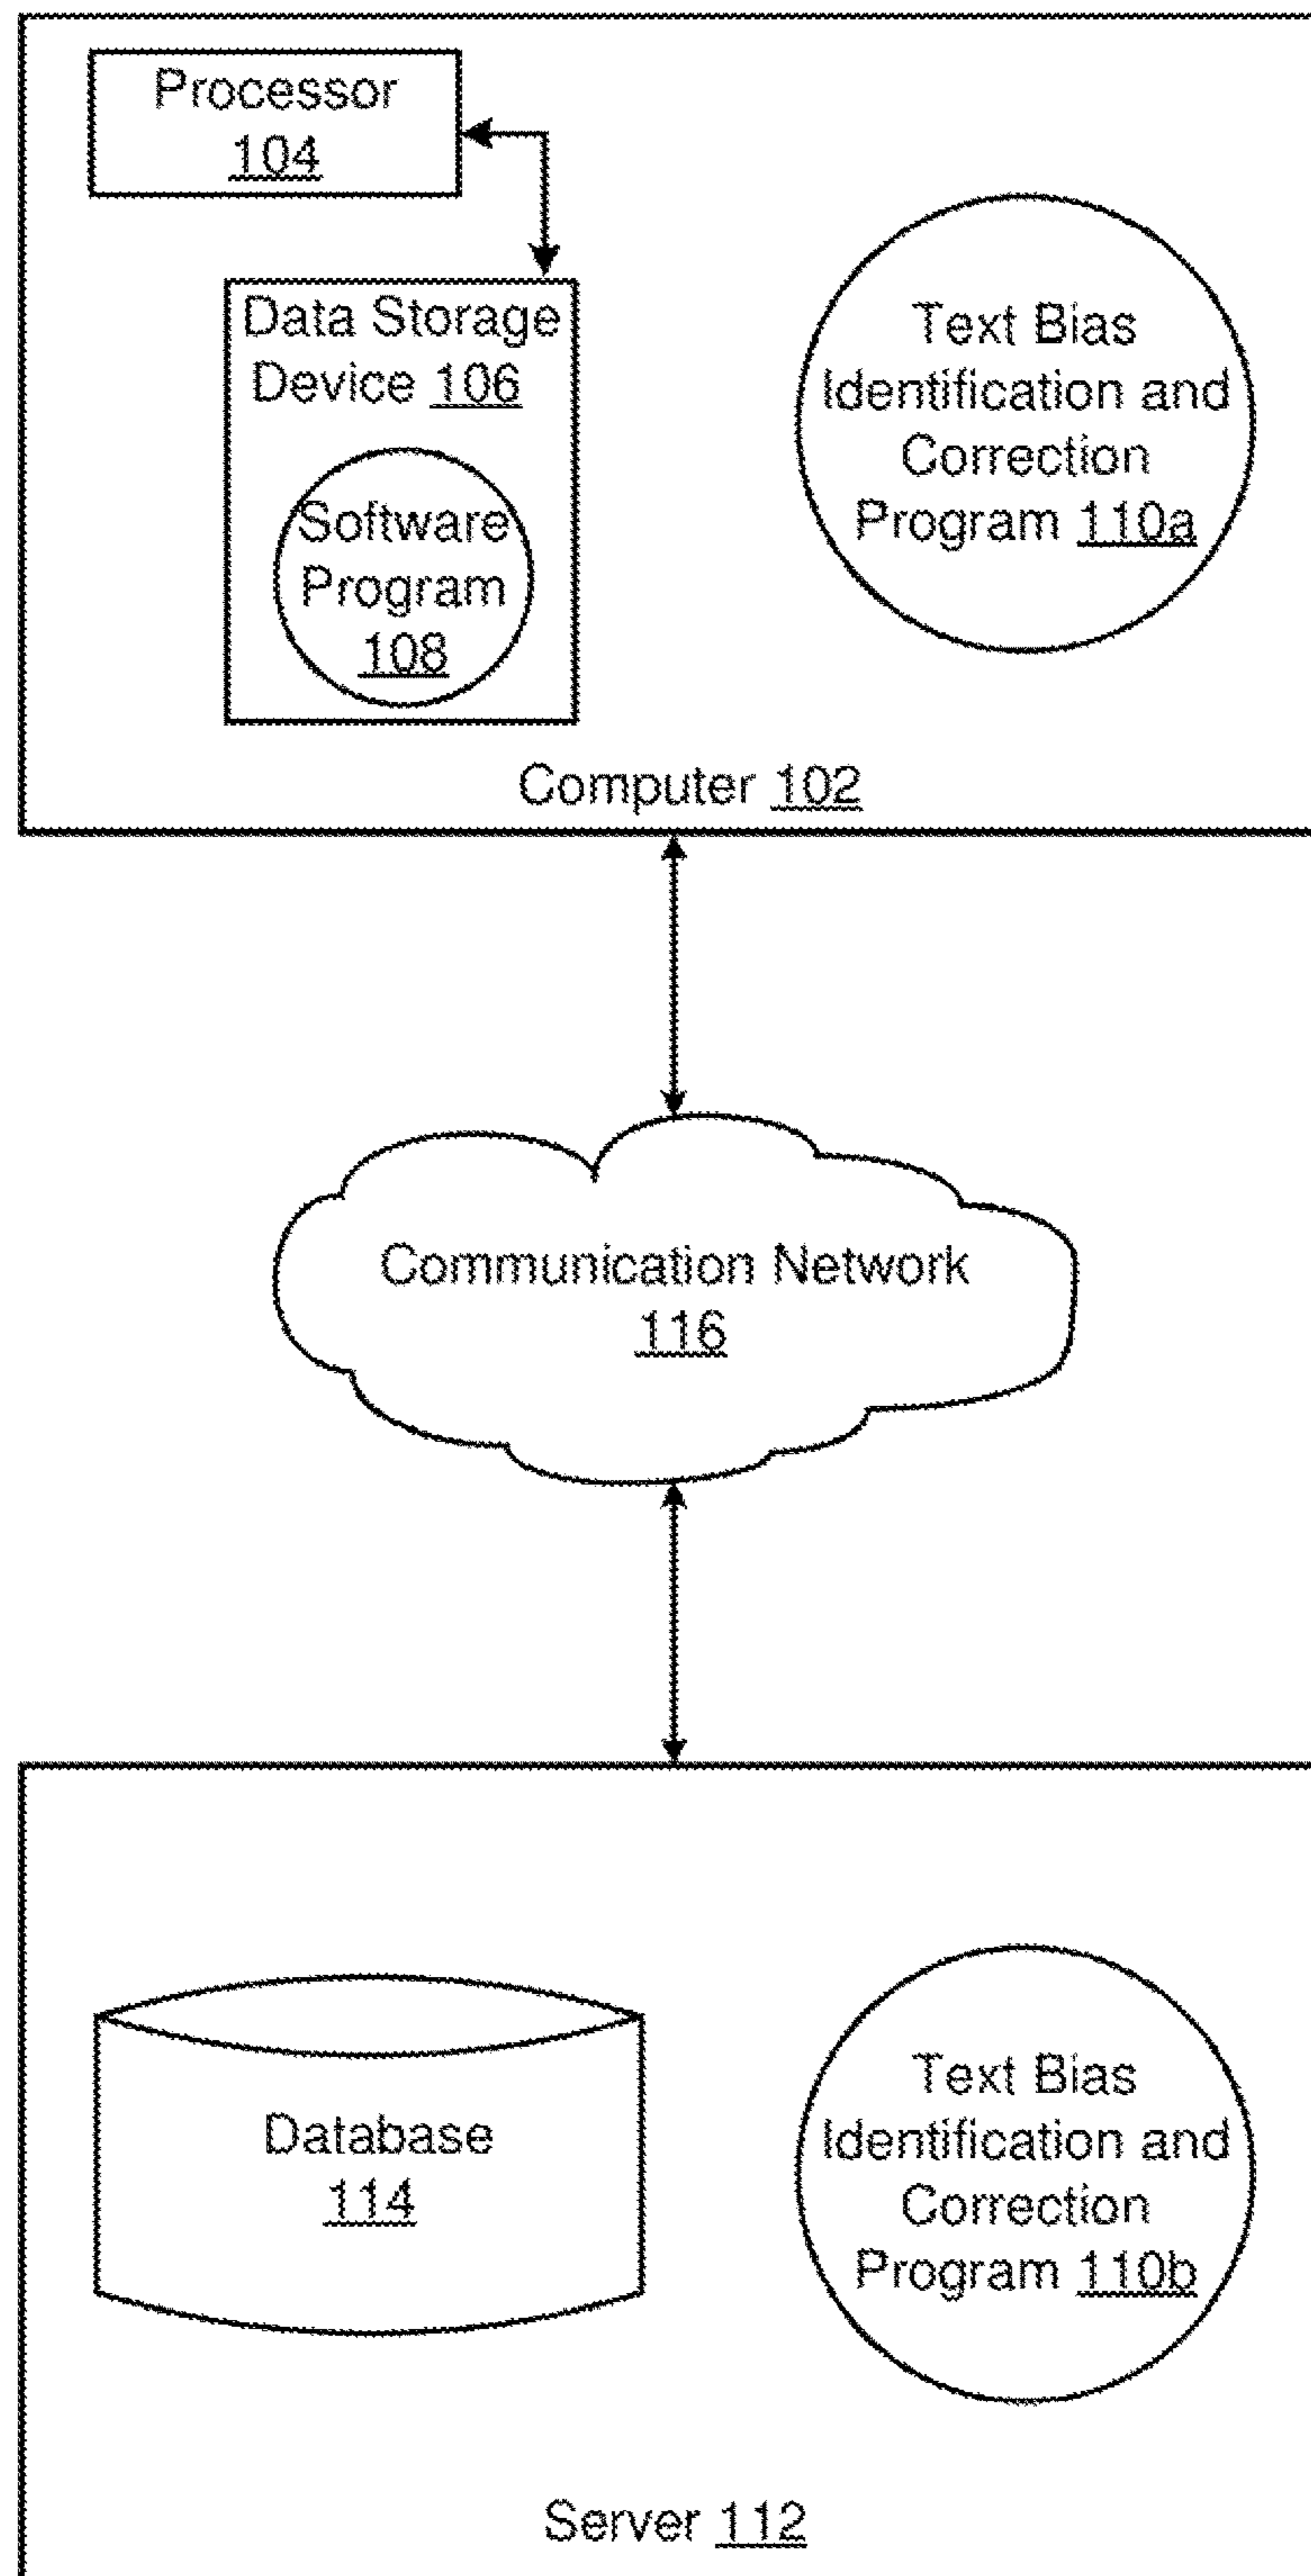 Processor
104
Data Storage
Device 106
Software
Program
108
Text Bias
Identification and
Correction
Program 110a
Computer 102
Communication Network
116
Database
114
Text Bias
Identification and
Correction
Program 110b
Server 112